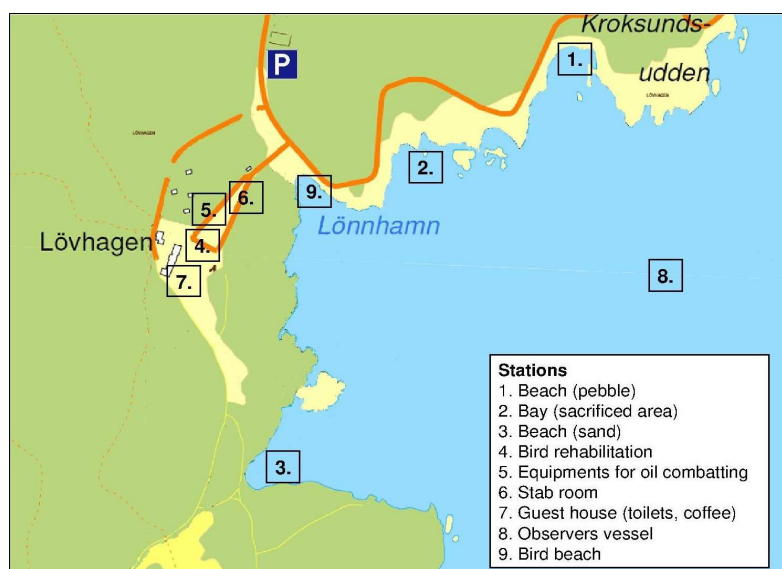 Kroksunds-
udden
LÖVHAGEN
P
1.
2.
LÖVHAGEN
9.
6.
5.
Lönnhamn
Lövhagen
4.
7.
8.
3.
Stations
1. Beach (pebble)
2. Bay (sacrificed area)
3. Beach (sand)
4. Bird rehabilitation
5. Equipments for oil combatting
6. Stab room
7. Guest house (toilets, coffee)
8. Observers vessel
9. Bird beach